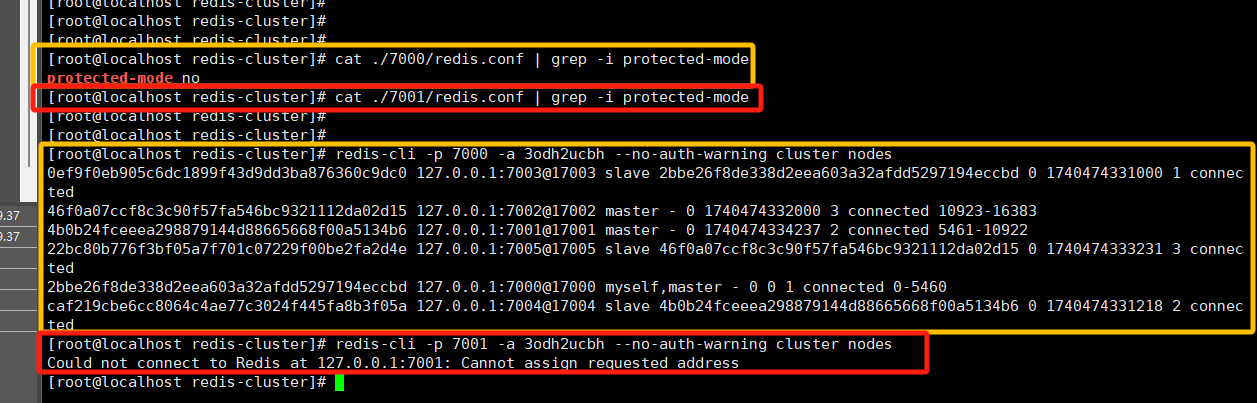 [root@localhost redis-cluster]#
[root@localhost redis-cluster]#
[root@localhost redis-cluster]#
[root@localhost redis-cluster]# cat ./7000/redis.conf | grep -i protected-mode
protected-mode no
[root@localhost redis-cluster]# cat ./7001/redis.conf | grep -i protected-mode
[root@localhost redis-cluster]#
[root@localhost redis-cluster]#
[root@localhost redis-cluster]# redis-cli -p 7000 -a 3odh2ucbh --no-auth-warning cluster nodes
0ef9f0eb905c6dc1899f43d9dd3ba876360c9dc0 127.0.0.1:7003@17003 slave 2bbe26f8de338d2eea603a32afdd5297194eccbd 0 1740474331000 1 connec
ted
46f0a07ccf8c3c90f57fa546bc9321112da02d15 127.0.0.1:7002@17002 master - 0 1740474332000 3 connected 10923-16383
4b0b24fceeea298879144d88665668f00a5134b6 127.0.0.1:7001@17001 master - 0 1740474334237 2 connected 5461-10922
22bc80b776f3bf05a7f701c07229f00be2fa2d4e 127.0.0.1:7005@17005 slave 46f0a07ccf8c3c90f57fa546bc9321112da02d15 0 1740474333231 3 connec
ted
2bbe26f8de338d2eea603a32afdd5297194eccbd 127.0.0.1:7000@17000 myself,master - 0 0 1 connected 0-5460
caf219cbe6cc8064c4ae77c3024f445fa8b3f05a 127.0.0.1:7004@17004 slave 4b0b24fceeea298879144d88665668f00a5134b6 0 1740474331218 2 connec
ted
[root@localhost redis-cluster]# redis-cli -p 7001 -a 3odh2ucbh --no-auth-warning cluster nodes
Could not connect to Redis at 127.0.0.1:7001: Cannot assign requested address
[root@localhost redis-cluster]#
9.37
9.37